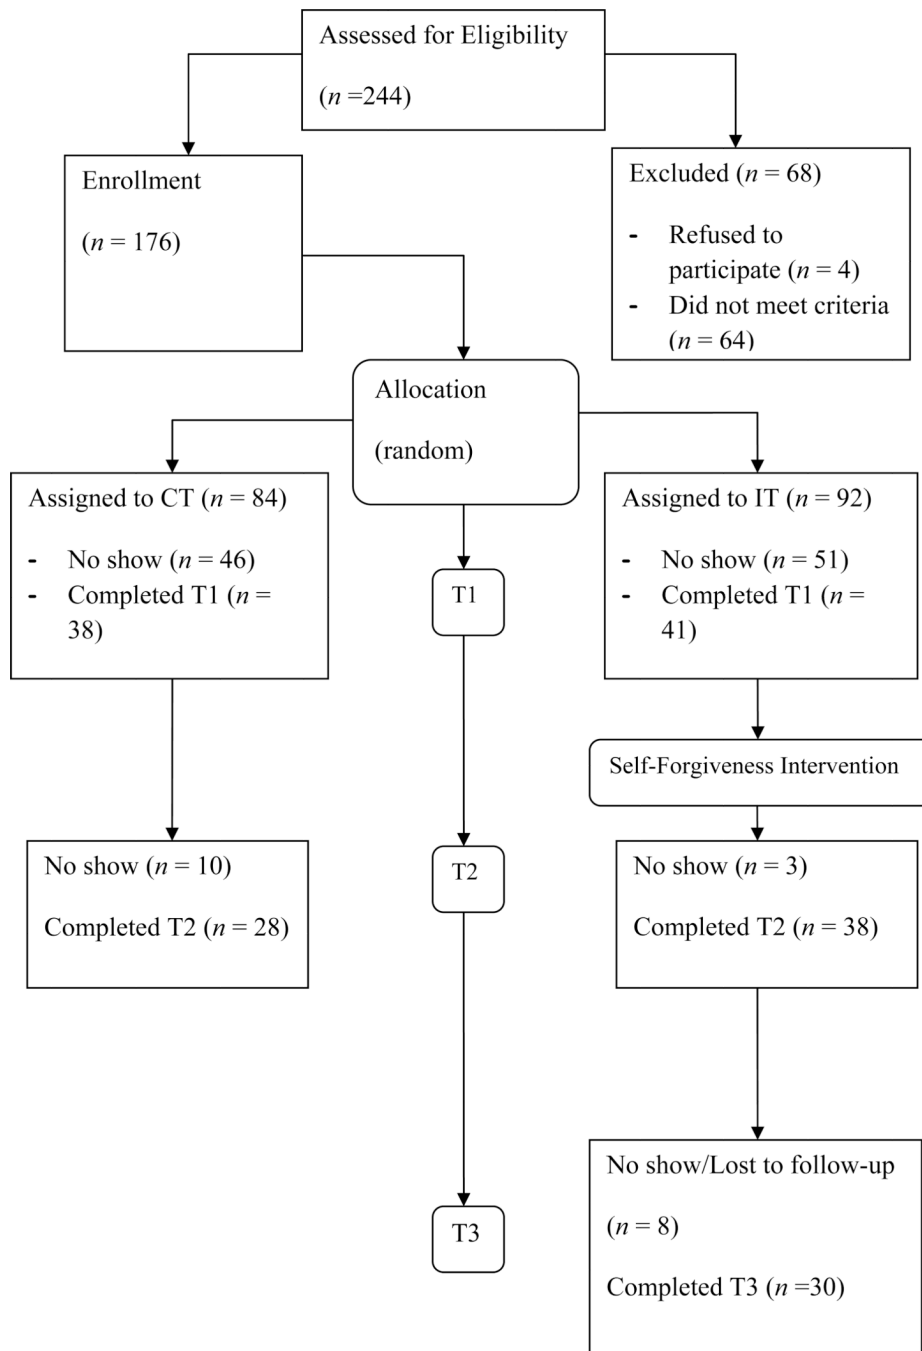 Assessed for Eligibility
(n =244)
Enrollment
(n = 176)
Excluded (n = 68)
- Refused to
participate (n = 4)
- Did not meet criteria
(n = 64)
Allocation
(random)
Assigned to CT (n = 84)
- No show (n = 46)
- Completed T1 (n =
38)
T1
Assigned to IT (n = 92)
- No show (n = 51)
- Completed T1 (n =
41)
Self-Forgiveness Intervention
No show (n = 10)
Completed T2 (n = 28)
T2
No show (n = 3)
Completed T2 (n = 38)
T3
No show/Lost to follow-up
(n = 8)
Completed T3 (n =30)